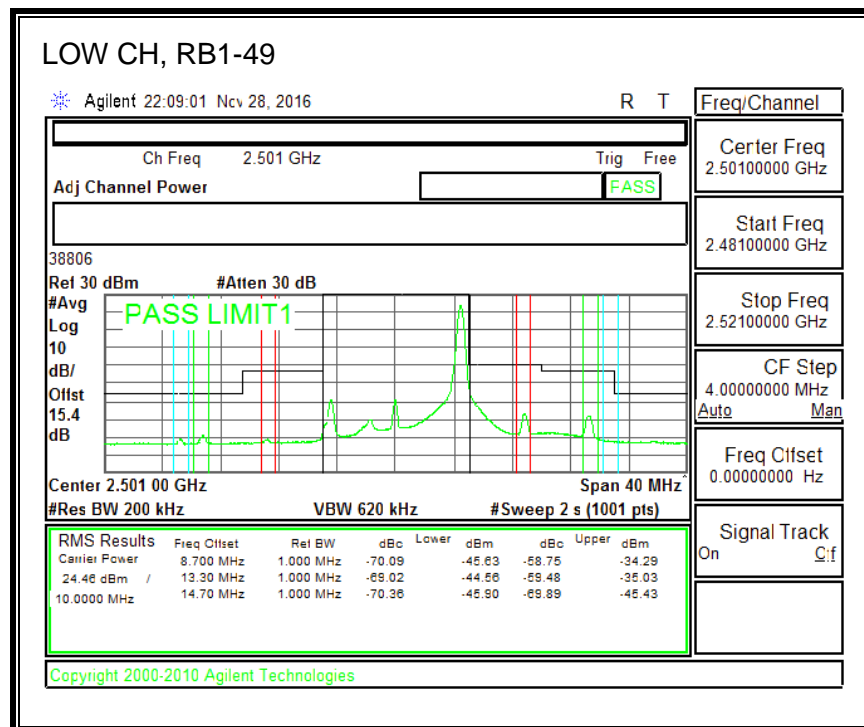 LOW CH, RB1-49
Agilent 22:09:01 Nov 28, 2016 R T
Freq/Channel
Ch Freq 2.501 GHz Trig Free
Adj Channel Power PASS
Center Freq
2.50100000 GHz
Start Freq
2.48100000 GHz
Stop Freq
2.52100000 GHz
CF Step
4.00000000 MHz
Auto Man
Freq Offset
0.00000000 Hz
Signal Track
On Off
38806
Ref 30 dBm #Atten 30 dB
#Avg
Log
10
dB/
Offst
15.4
dB
PASS LIMIT1
Center 2.501 00 GHz Span 40 MHz
#Res BW 200 kHz VBW 620 kHz #Sweep 2 s (1001 pts)
RMS Results Freq Offset Ref BW dBc Lower dBm dBc Upper dBm
Carrier Power 8.700 MHz 1.000 MHz -70.09 -45.63 -58.75 -34.29
24.46 dBm / 13.30 MHz 1.000 MHz -69.02 -44.56 -59.48 -35.03
10.0000 MHz 14.70 MHz 1.000 MHz -70.36 -45.90 -69.89 -45.43
Copyright 2000-2010 Agilent Technologies